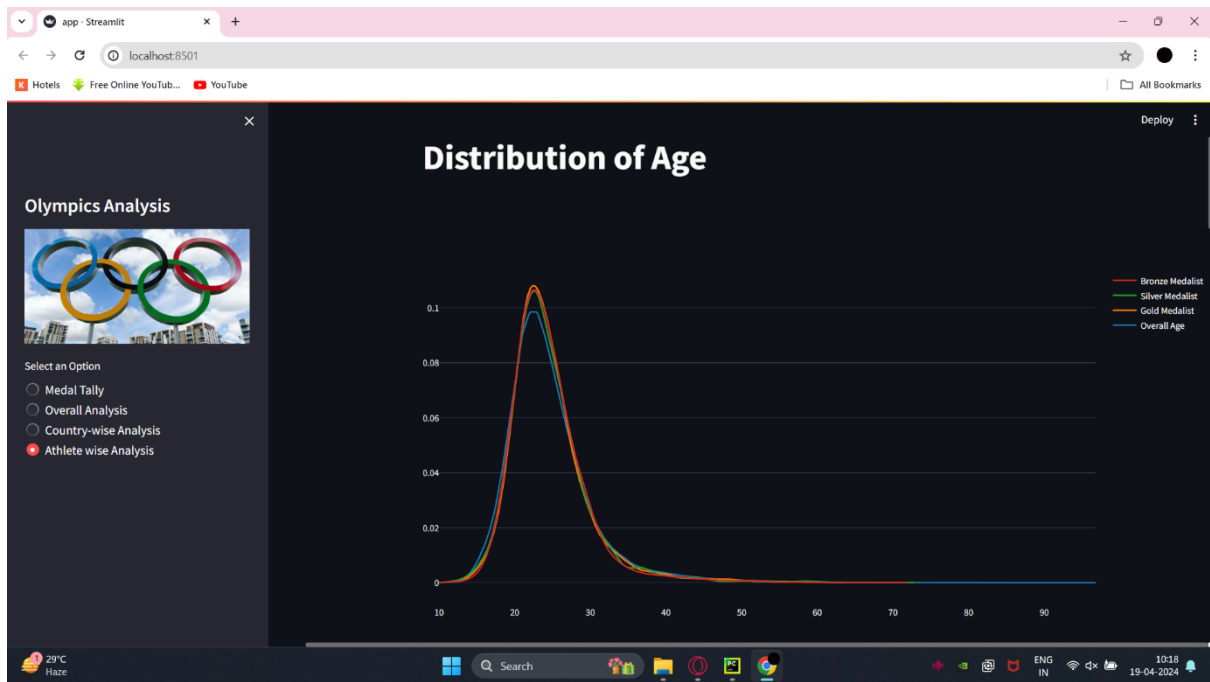 app · Streamlit
localhost:8501
K Hotels
Free Online YouTub...
YouTube
All Bookmarks
Deploy
Olympics Analysis
Select an Option
Medal Tally
Overall Analysis
Country-wise Analysis
Athlete wise Analysis
Distribution of Age
0.1
0.08
0.06
0.04
0.02
0
10 20 30 40 50 60 70 80 90
Bronze Medalist
Silver Medalist
Gold Medalist
Overall Age
1
29°C
Haze
Search
PC
ENG
IN
10:18
19-04-2024